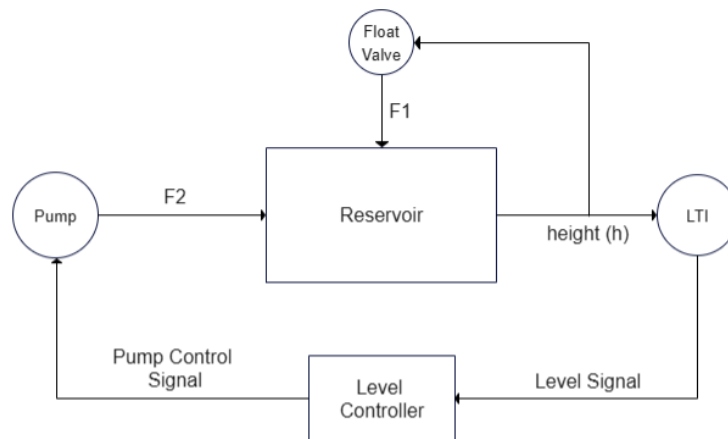 Float
Valve
F1
F2
Pump
Reservoir
LTI
height (h)
Pump Control
Signal
Level
Controller
Level Signal